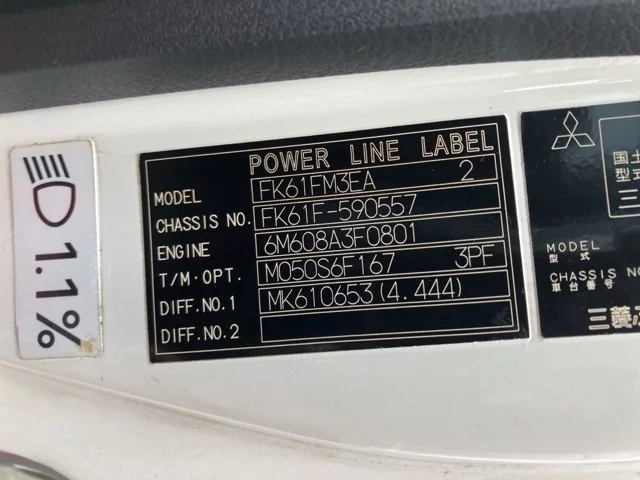 POWER LINE LABEL
MODEL FK61FM3EA 2
CHASSIS NO. FK61F-590557
ENGINE 6M608A3F0801
T/M·OPT. M050S6F167 3PF
DIFF.NO.1 MK610653(4.444)
DIFF.NO.2
1.1%
国土
型式
三
MODEL
型式
CHASSIS N
車台番号
三菱